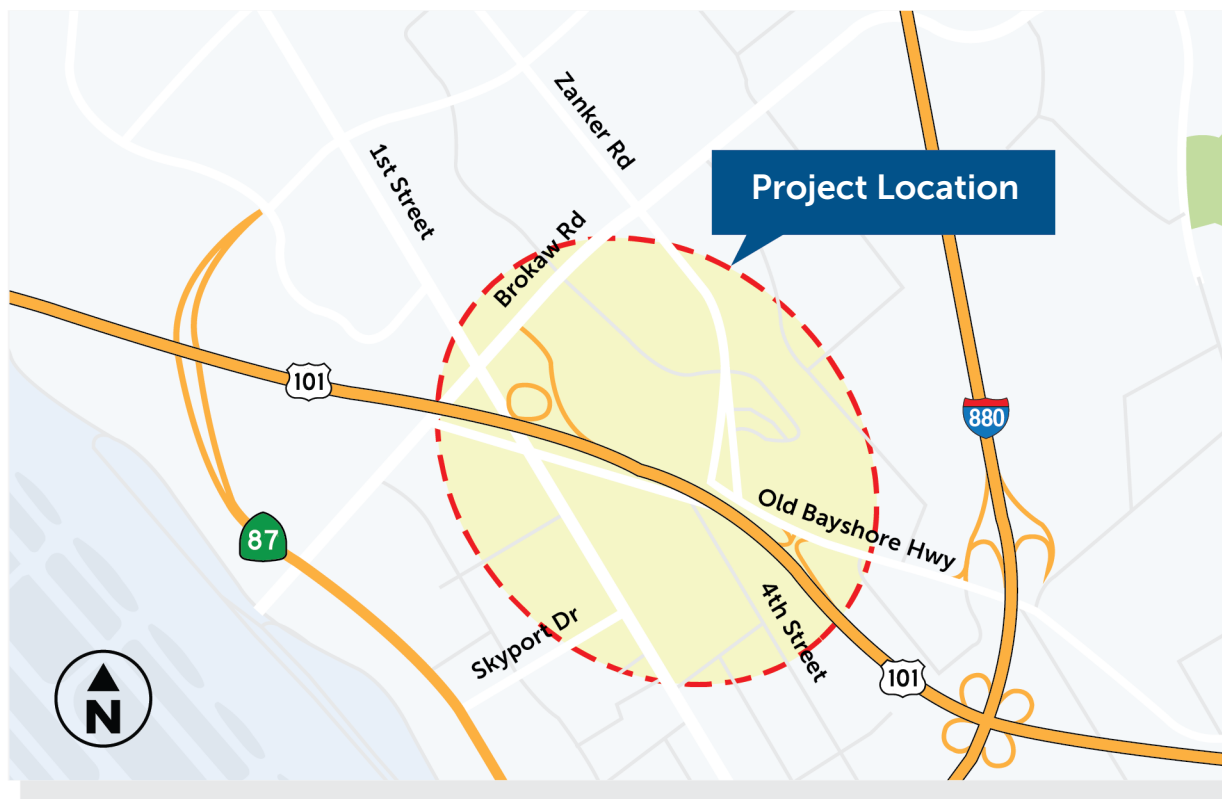 Zanker Rd
1st Street
Project Location
Brokaw Rd
101
880
Old Bayshore Hwy
87
4th Street
Skyport Dr
101
N